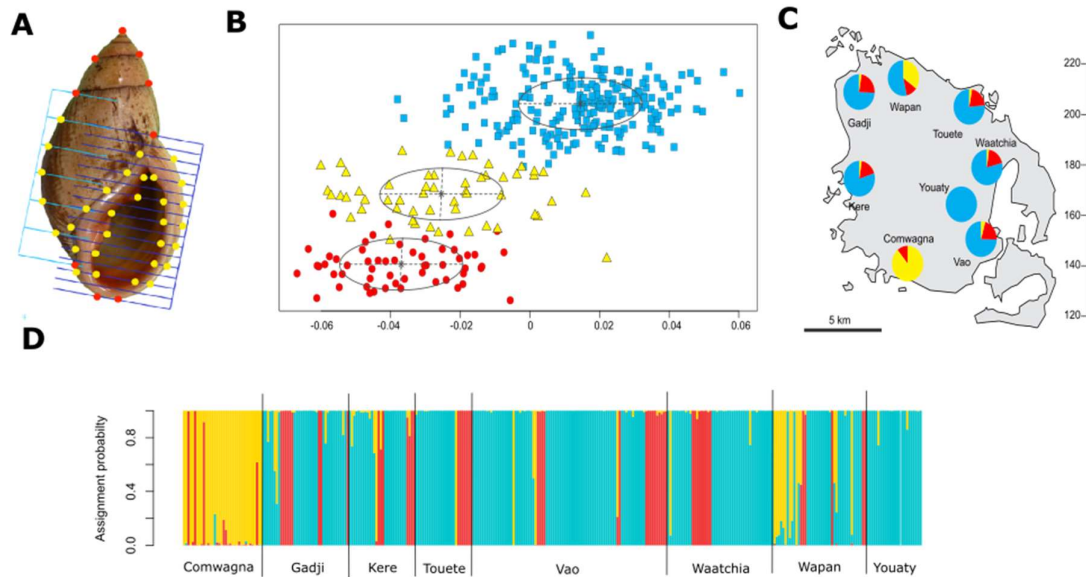 A
B
C
-0.06 -0.04 -0.02 0 0.02 0.04 0.06
220
200
180
160
140
120
Gadji
Wapan
Touete
Waatchia
Kere
Youaty
Comwagna
Vao
5 km
D
Assignment probabilty
0.0 0.4 0.8
Comwagna Gadji Kere Touete Vao Waatchia Wapan Youaty